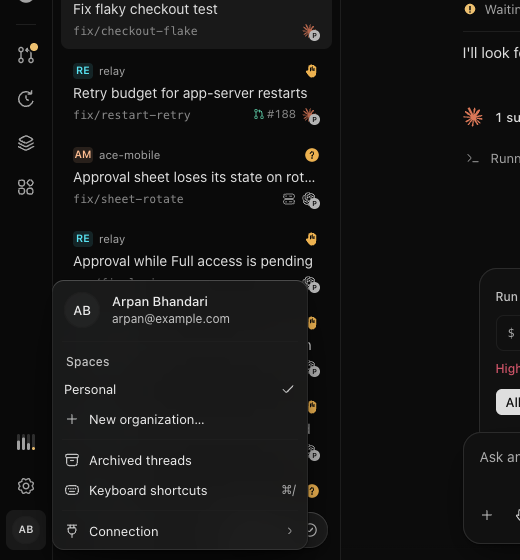 Fix flaky checkout test
fix/checkout-flake
P
RE relay
Retry budget for app-server restarts
fix/restart-retry #188
P
AM ace-mobile
?
Approval sheet loses its state on rot...
fix/sheet-rotate
P
RE relay
Approval while Full access is pending
AB
Arpan Bhandari
arpan@example.com
Spaces
Personal
New organization...
Archived threads
Keyboard shortcuts ⌘/
Connection
AB
P
P
P
?
Waitin
I'll look f
1 su
Runn
Run
$
High
All
Ask an